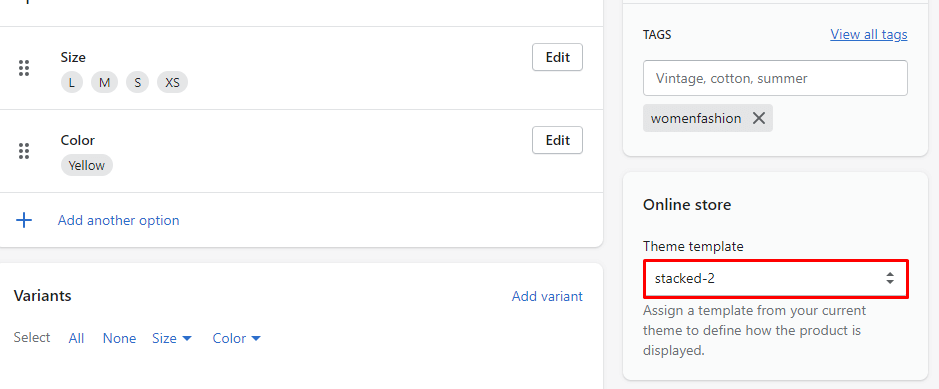 Size
Edit
L M S XS
Color
Edit
Yellow
Add another option
Variants
Add variant
Select All None Size Color
TAGS
View all tags
Vintage, cotton, summer
womenfashion
Online store
Theme template
stacked-2
Assign a template from your current
theme to define how the product is
displayed.